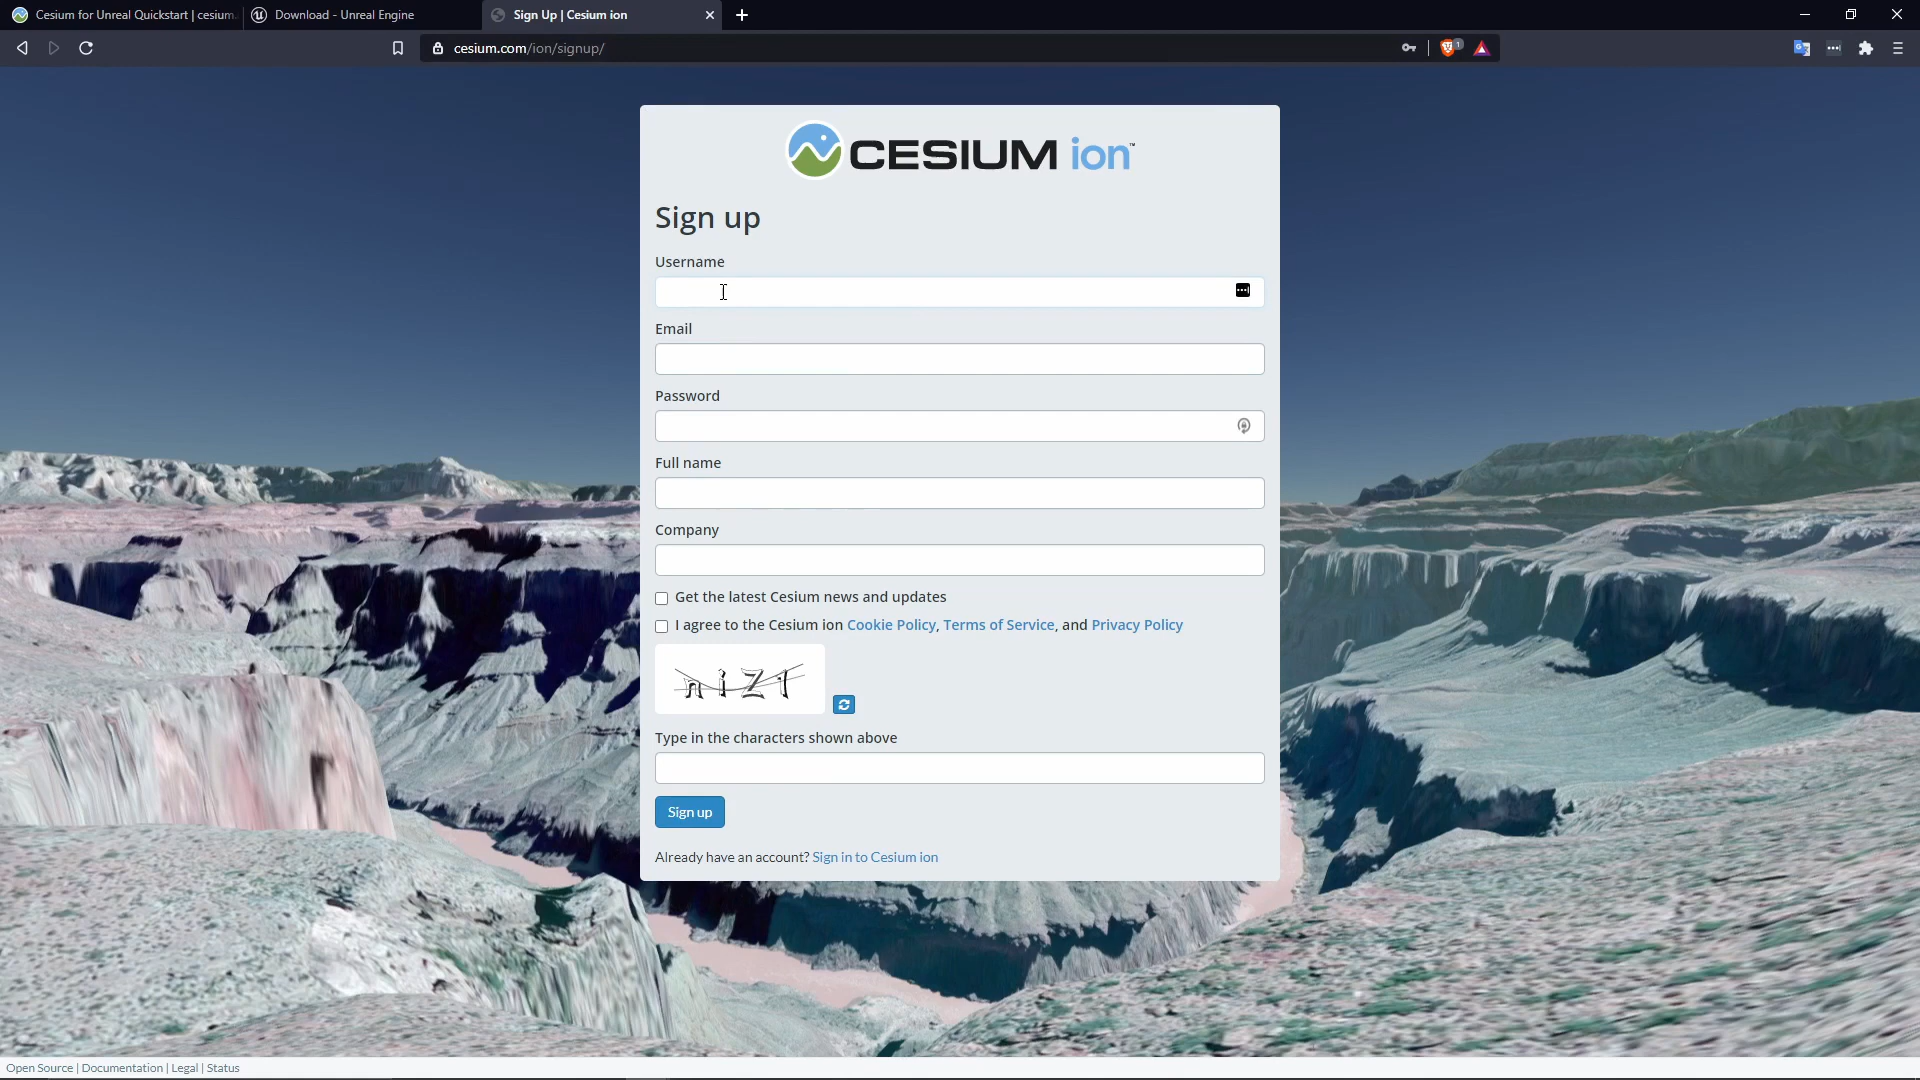 Cesium for Unreal Quickstart | cesium.
Download - Unreal Engine
Sign Up | Cesium ion
cesium.com/ion/signup/
1
CESIUM ion™
Sign up
Username
Email
Password
Full name
Company
Get the latest Cesium news and updates
I agree to the Cesium ion Cookie Policy, Terms of Service, and Privacy Policy
Type in the characters shown above
Sign up
Already have an account? Sign in to Cesium ion
Open Source | Documentation | Legal | Status